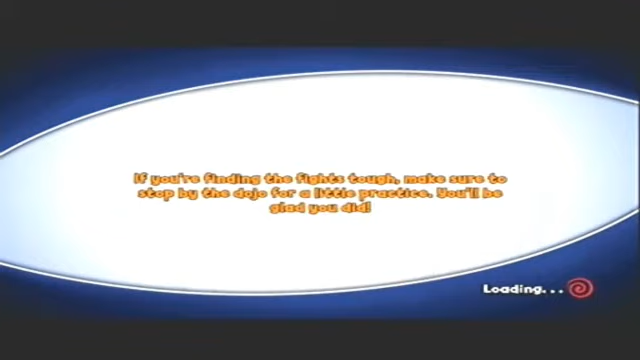 If you're finding the fights tough, make sure to
stop by the dojo for a little practice. You'll be
glad you did!
Loading...